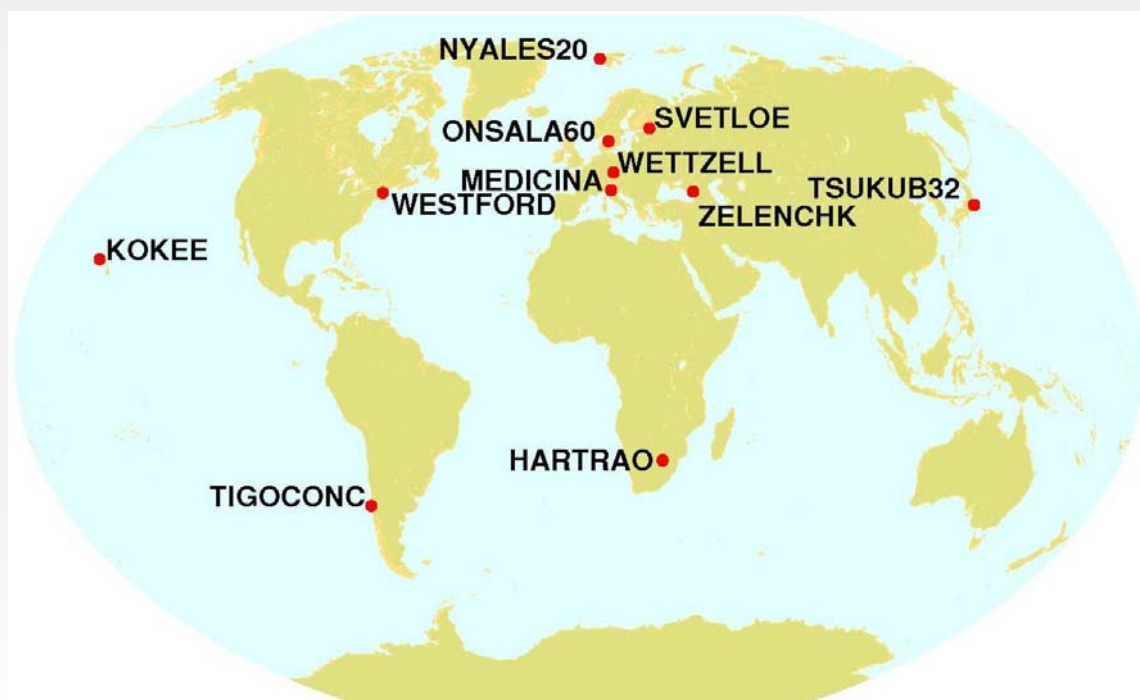 NYALES20
SVETLOE
ONSALA60
WETTZELL
MEDICINA
TSUKUB32
WESTFORD
ZELENCHK
KOKEE
HARTRAO
TIGOCONC